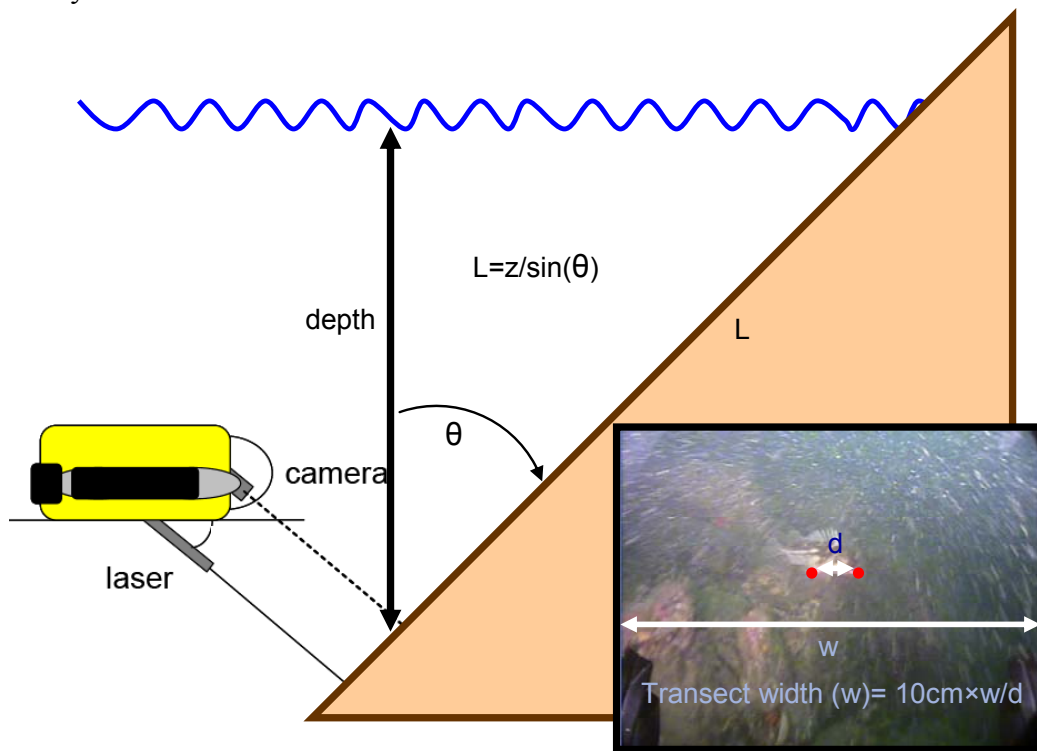 L=z/sin(θ)
depth
L
θ
camera
laser
d
w
Transect width (w)= 10cm×w/d